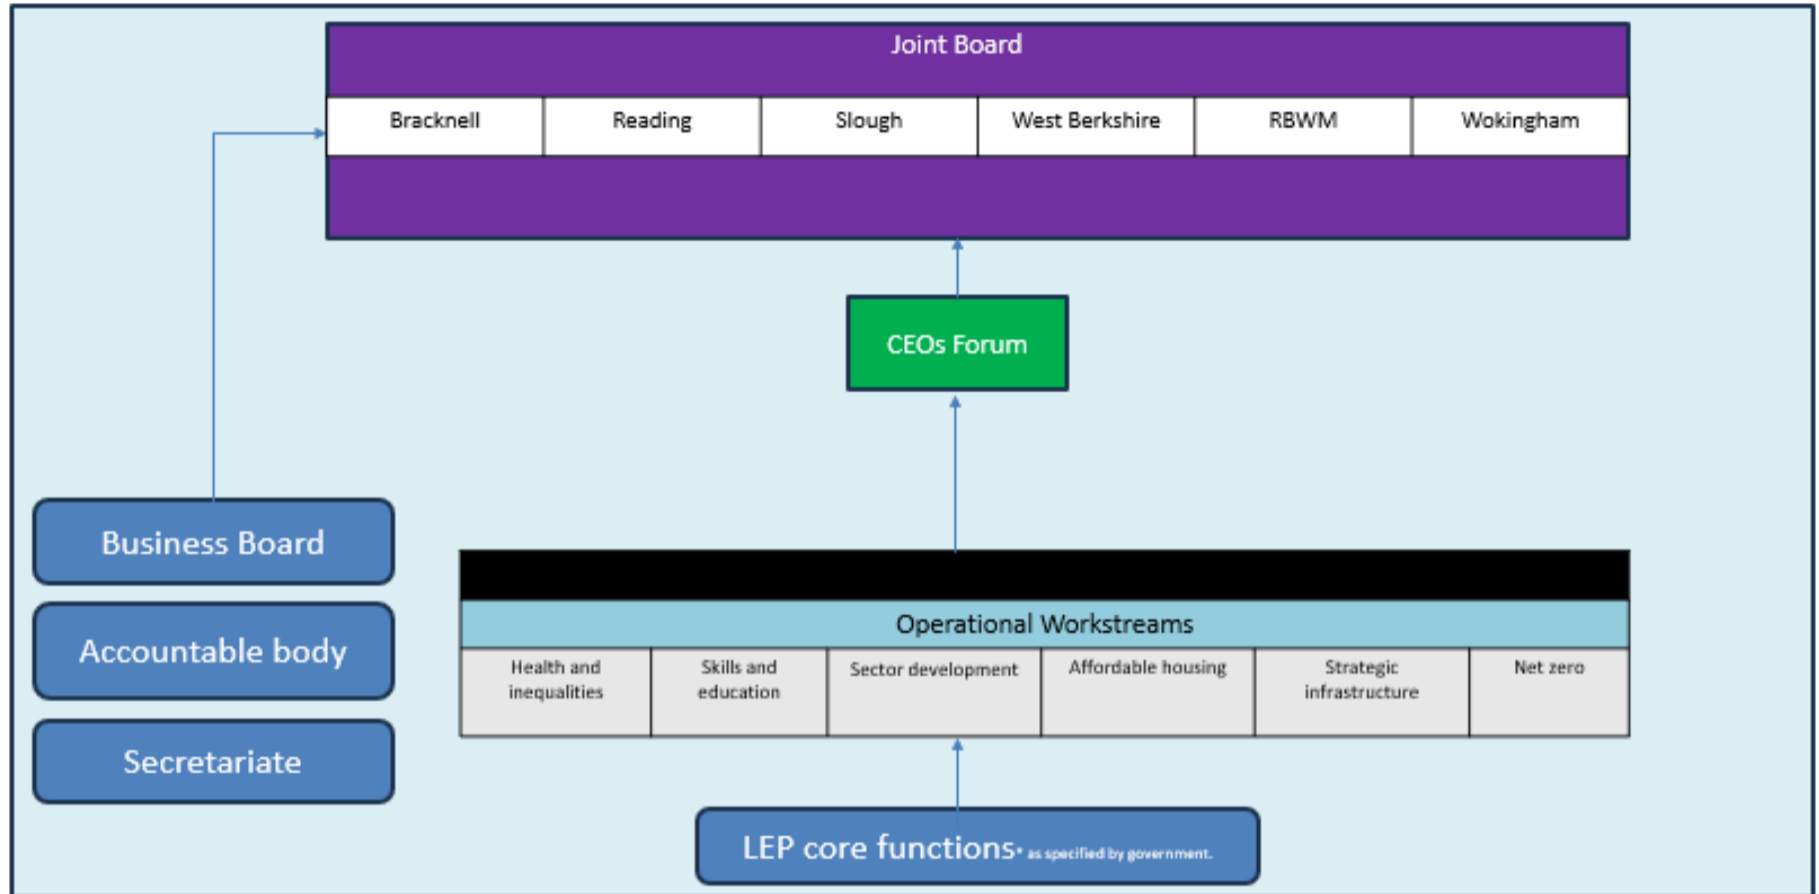 Joint Board
Bracknell
Reading
Slough
West Berkshire
RBWM
Wokingham
CEOs Forum
Business Board
Accountable body
Secretariate
Operational Workstreams
Health and
inequalities
Skills and
education
Sector development
Affordable housing
Strategic
infrastructure
Net zero
LEP core functions* as specified by government.